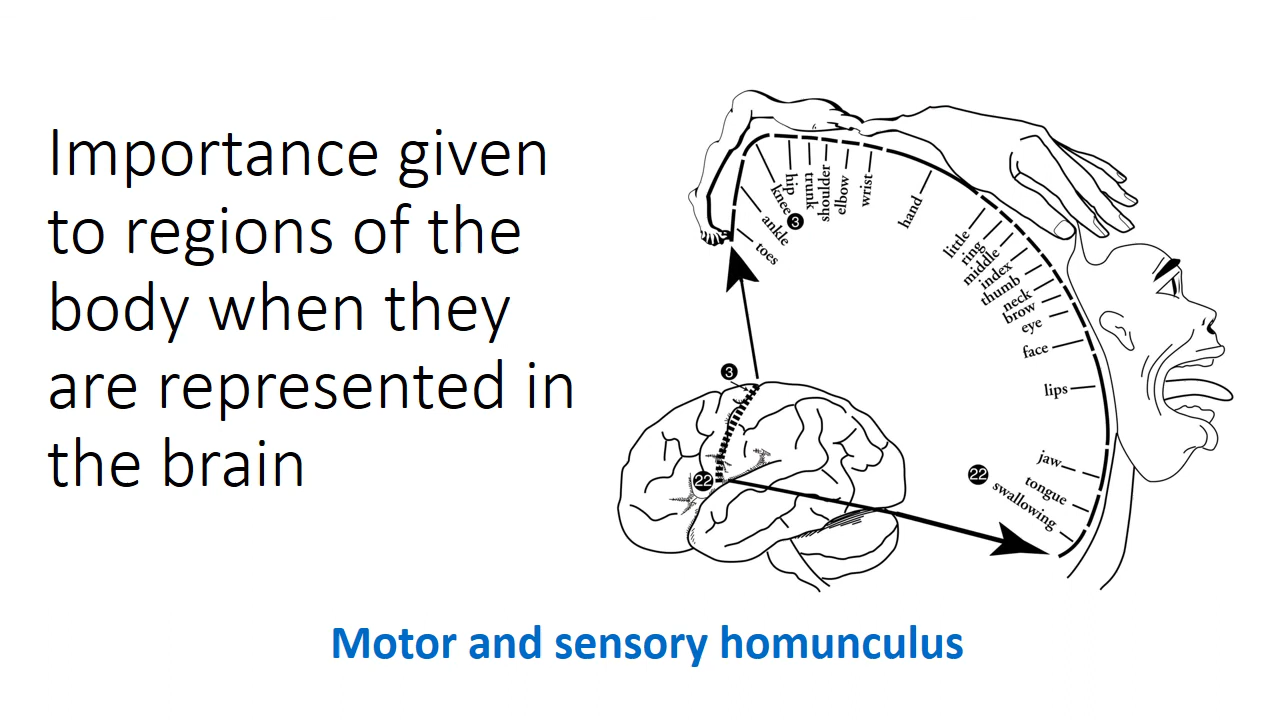 Importance given
to regions of the
body when they
are represented in
the brain
toes
ankle
knee
3
hip
trunk
shoulder
elbow
wrist
hand
little
ring
middle
index
thumb
neck
brow
eye
face
lips
jaw
tongue
22
swallowing
3
22
Motor and sensory homunculus